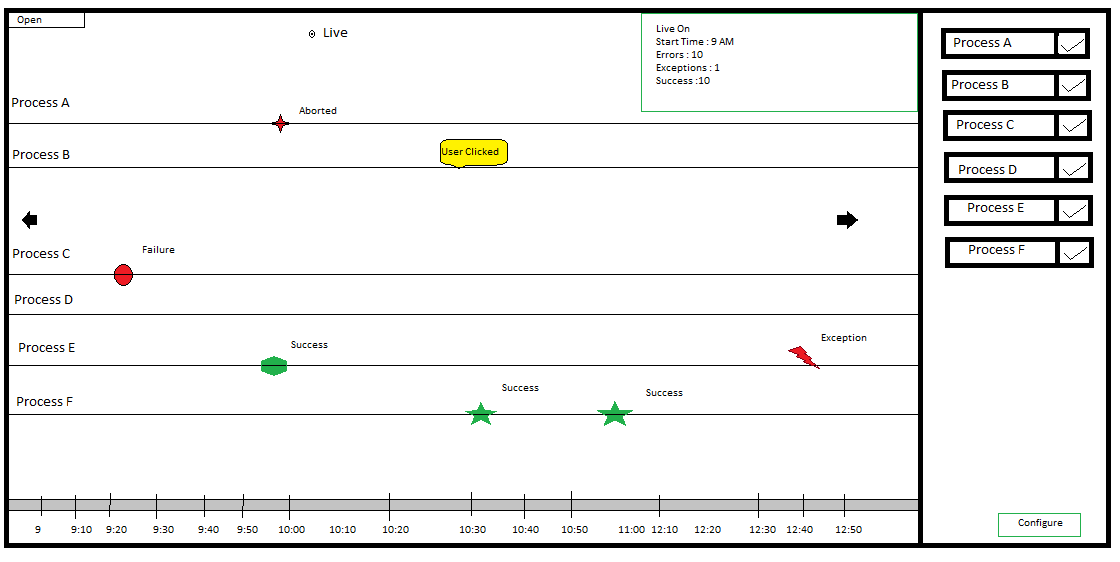 Open
Live
Live On
Start Time : 9 AM
Errors : 10
Exceptions : 1
Success :10
Process A
Aborted
Process B
User Clicked
Process C
Failure
Process D
Process E
Success
Exception
Process F
Success
Success
9 9:10 9:20 9:30 9:40 9:50 10:00 10:10 10:20 10:30 10:40 10:50 11:00 12:10 12:20 12:30 12:40 12:50
Process A
Process B
Process C
Process D
Process E
Process F
Configure